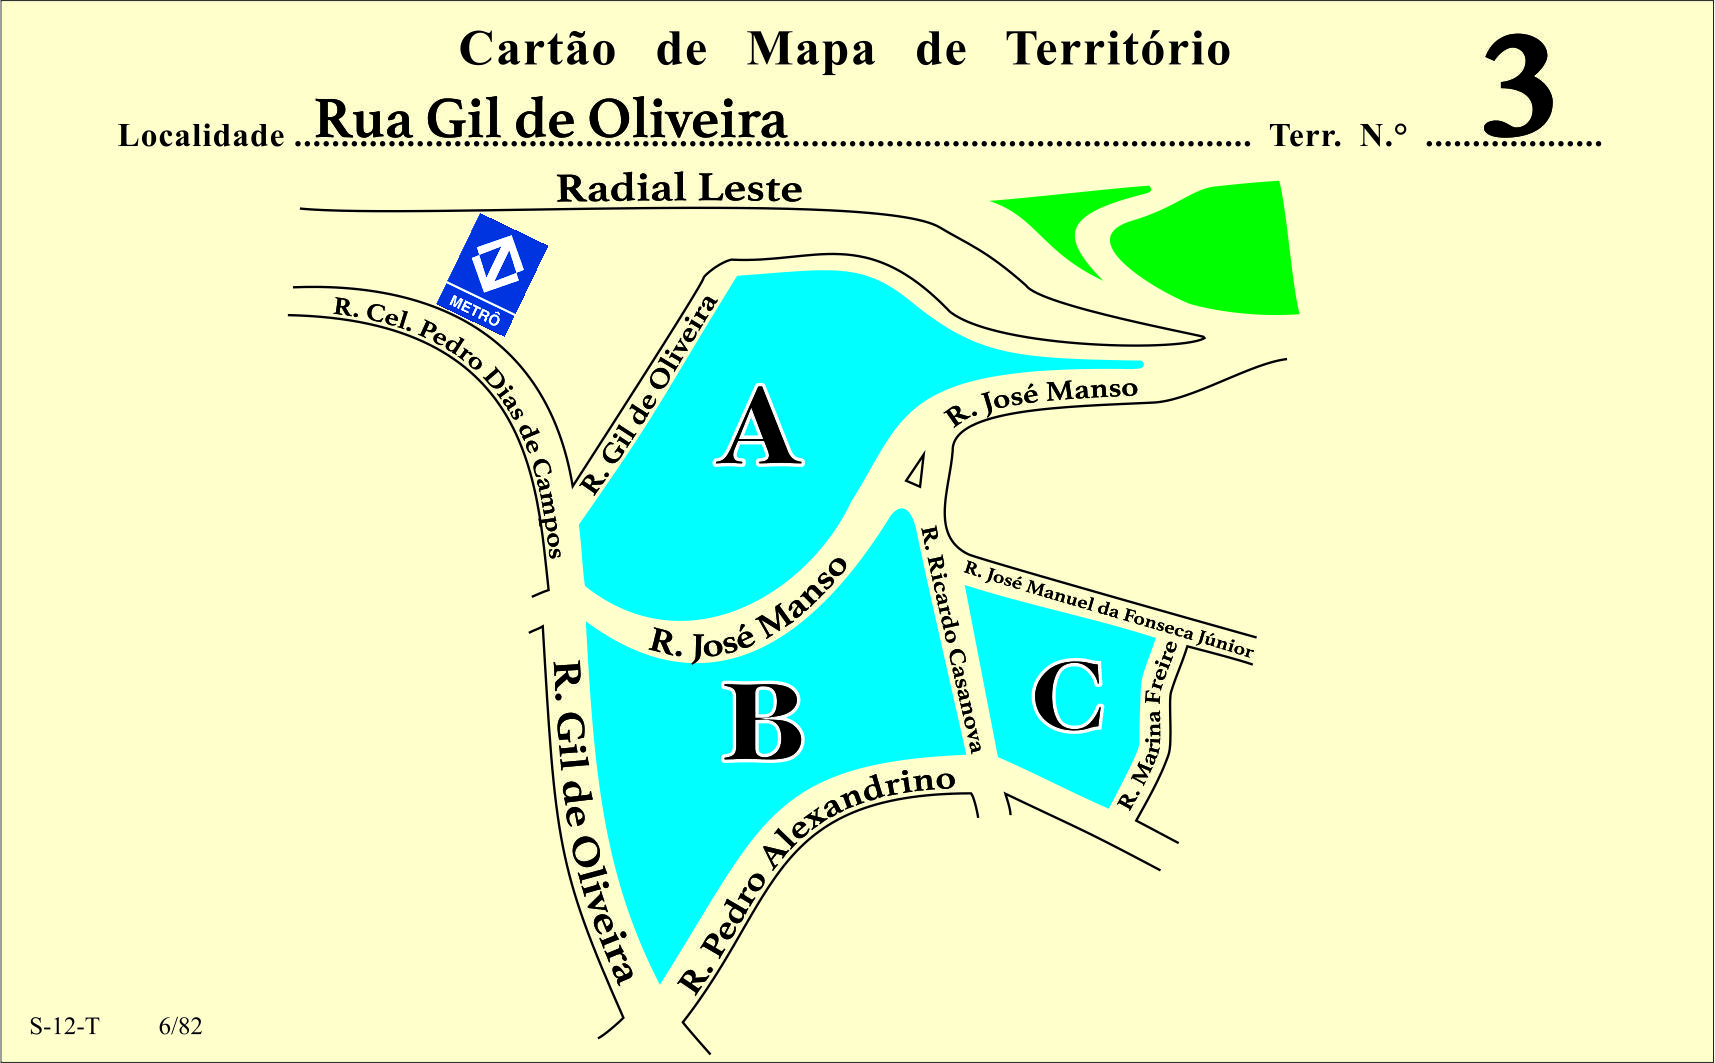 Cartão de Mapa de Território
3
Localidade Rua Gil de Oliveira Terr. N.°
Radial Leste
METRÔ
R. Cel. Pedro Dias de Campos
R. Gil de Oliveira
A
R. José Manso
R. José Manso
R. Ricardo Casanova
R. José Manuel da Fonseca Júnior
B
C
R. Marina Freire
R. Gil de Oliveira
R. Pedro Alexandrino
S-12-T 6/82